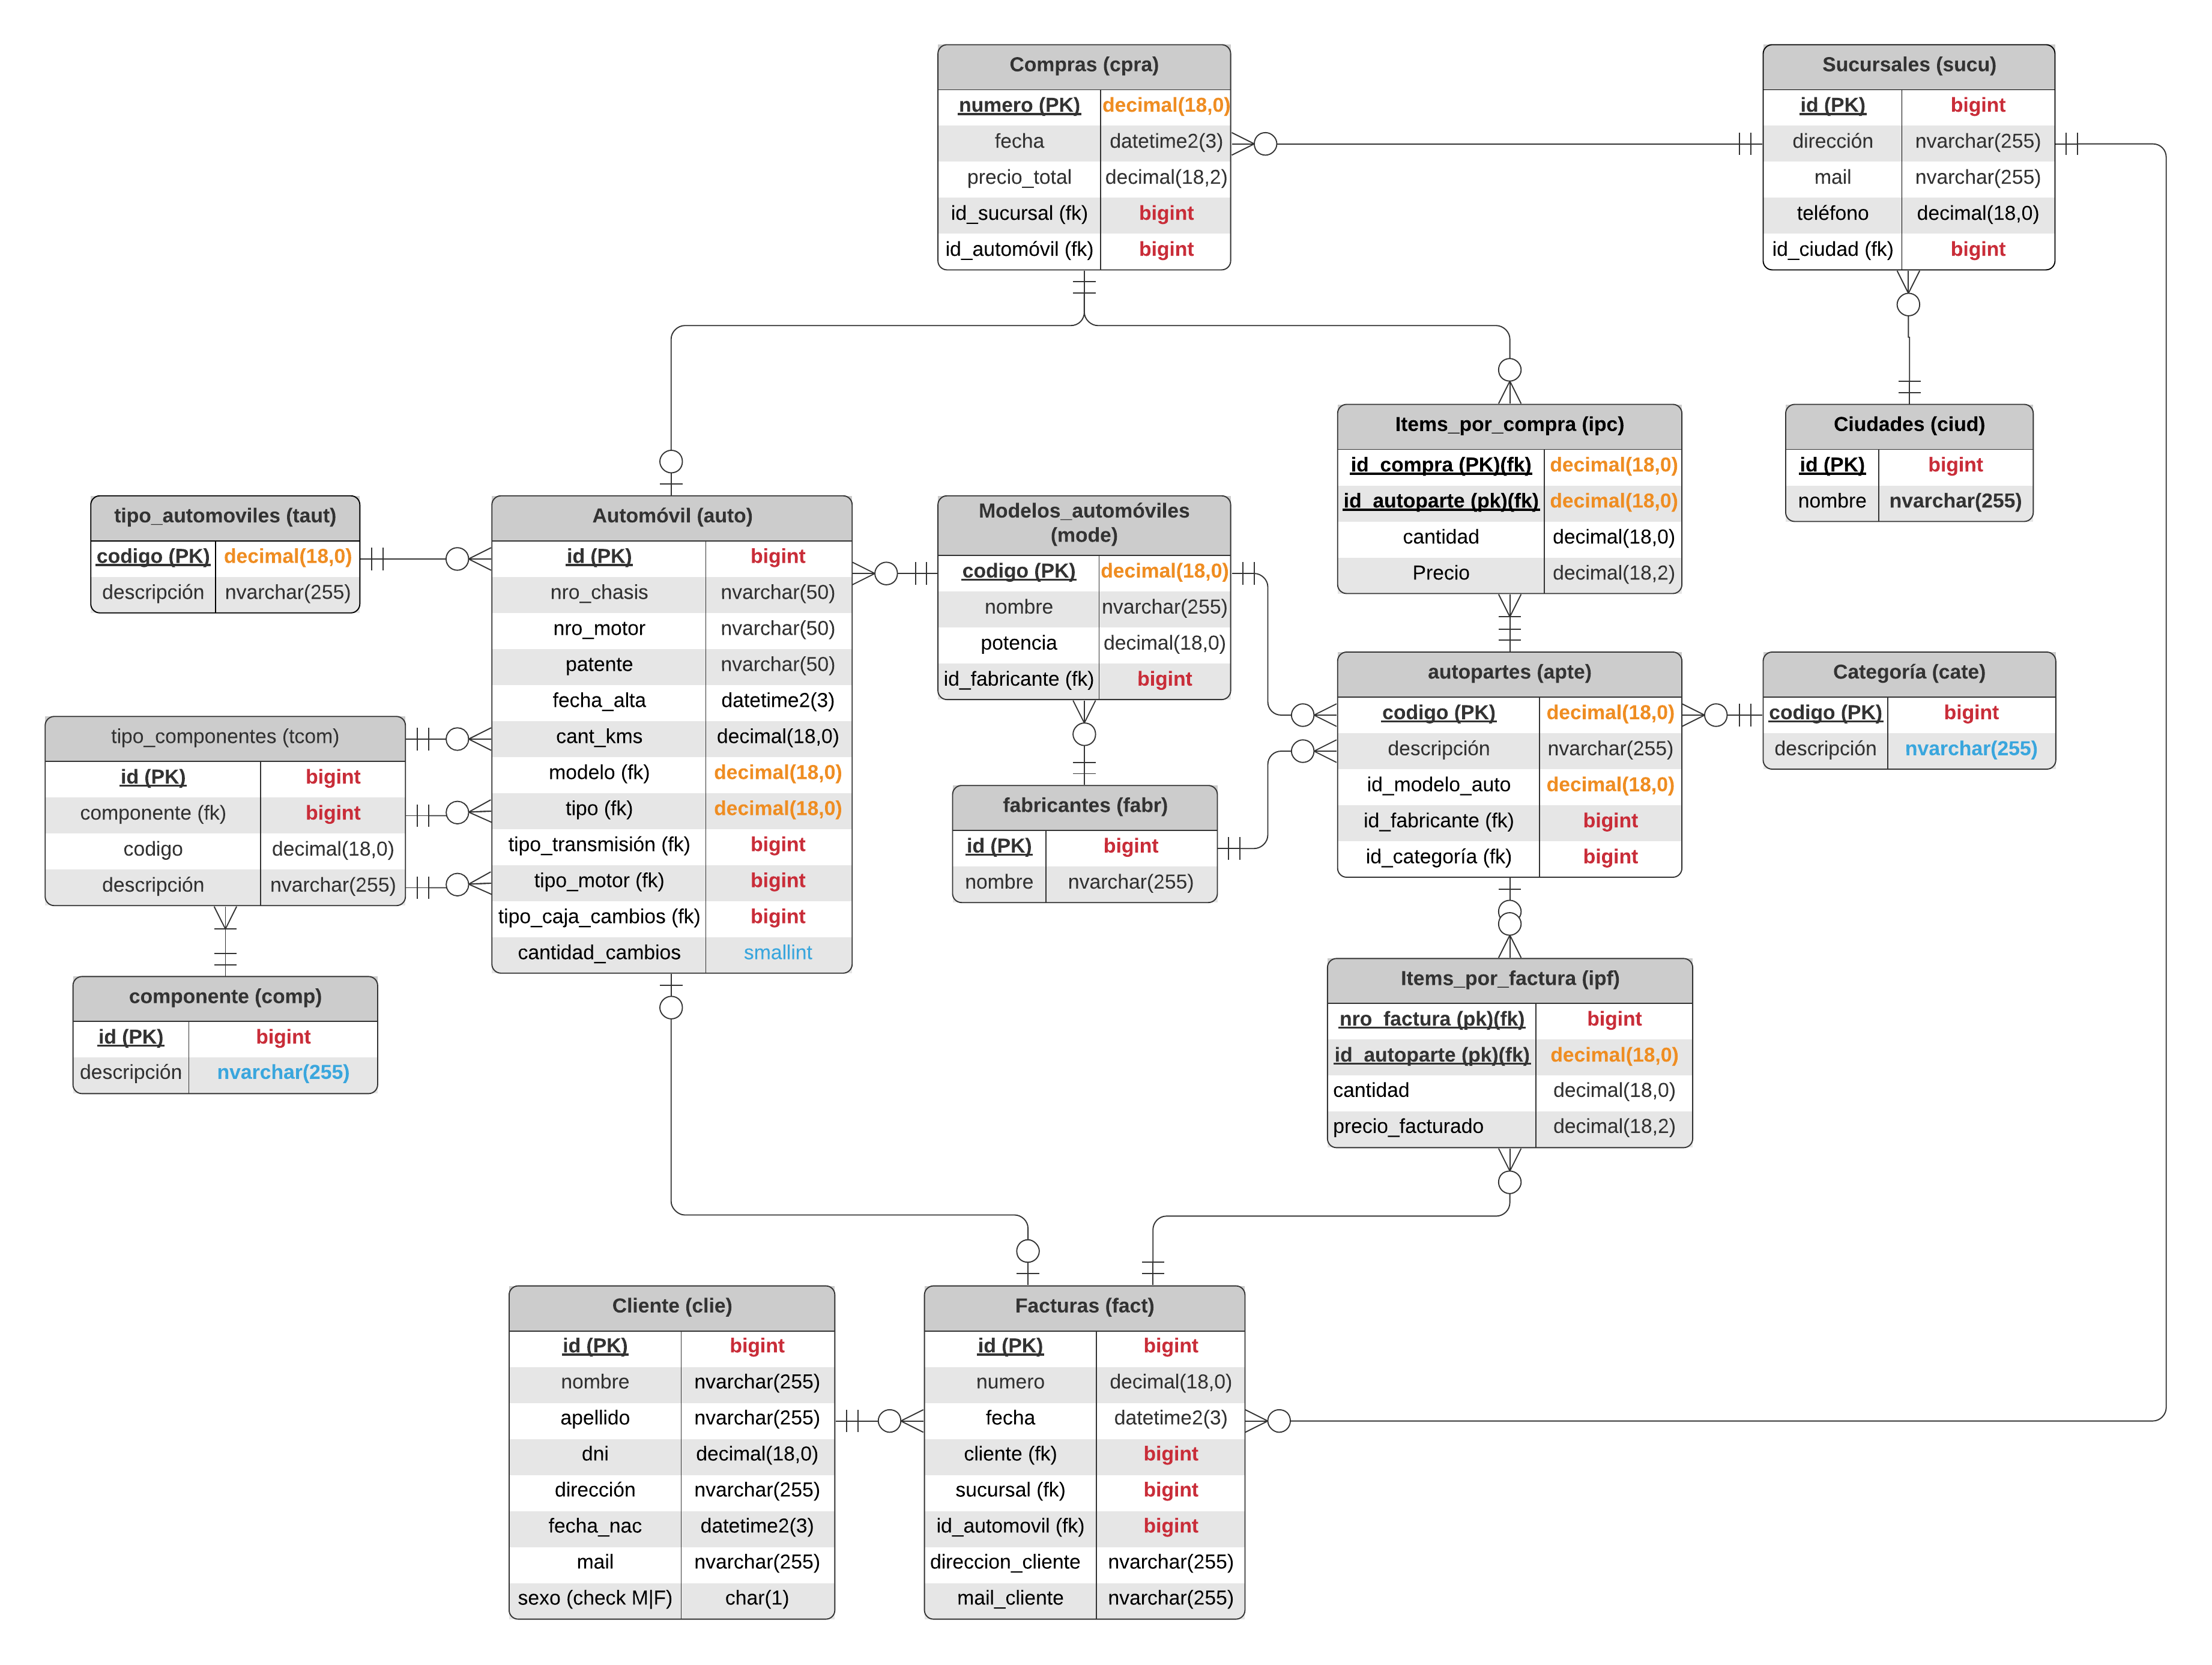 Compras (cpra)
numero (PK) decimal(18,0)
fecha datetime2(3)
precio_total decimal(18,2)
id_sucursal (fk) bigint
id_automóvil (fk) bigint
Sucursales (sucu)
id (PK) bigint
dirección nvarchar(255)
mail nvarchar(255)
teléfono decimal(18,0)
id_ciudad (fk) bigint
Items_por_compra (ipc)
id_compra (PK)(fk) decimal(18,0)
id_autoparte (pk)(fk) decimal(18,0)
cantidad decimal(18,0)
Precio decimal(18,2)
Ciudades (ciud)
id (PK) bigint
nombre nvarchar(255)
tipo_automoviles (taut)
codigo (PK) decimal(18,0)
descripción nvarchar(255)
Automóvil (auto)
id (PK) bigint
nro_chasis nvarchar(50)
nro_motor nvarchar(50)
patente nvarchar(50)
fecha_alta datetime2(3)
cant_kms decimal(18,0)
modelo (fk) decimal(18,0)
tipo (fk) decimal(18,0)
tipo_transmisión (fk) bigint
tipo_motor (fk) bigint
tipo_caja_cambios (fk) bigint
cantidad_cambios smallint
Modelos_automóviles
(mode)
codigo (PK) decimal(18,0)
nombre nvarchar(255)
potencia decimal(18,0)
id_fabricante (fk) bigint
autopartes (apte)
codigo (PK) decimal(18,0)
descripción nvarchar(255)
id_modelo_auto decimal(18,0)
id_fabricante (fk) bigint
id_categoría (fk) bigint
Categoría (cate)
codigo (PK) bigint
descripción nvarchar(255)
tipo_componentes (tcom)
id (PK) bigint
componente (fk) bigint
codigo decimal(18,0)
descripción nvarchar(255)
fabricantes (fabr)
id (PK) bigint
nombre nvarchar(255)
componente (comp)
id (PK) bigint
descripción nvarchar(255)
Items_por_factura (ipf)
nro_factura (pk)(fk) bigint
id_autoparte (pk)(fk) decimal(18,0)
cantidad decimal(18,0)
precio_facturado decimal(18,2)
Cliente (clie)
id (PK) bigint
nombre nvarchar(255)
apellido nvarchar(255)
dni decimal(18,0)
dirección nvarchar(255)
fecha_nac datetime2(3)
mail nvarchar(255)
sexo (check M|F) char(1)
Facturas (fact)
id (PK) bigint
numero decimal(18,0)
fecha datetime2(3)
cliente (fk) bigint
sucursal (fk) bigint
id_automovil (fk) bigint
direccion_cliente nvarchar(255)
mail_cliente nvarchar(255)